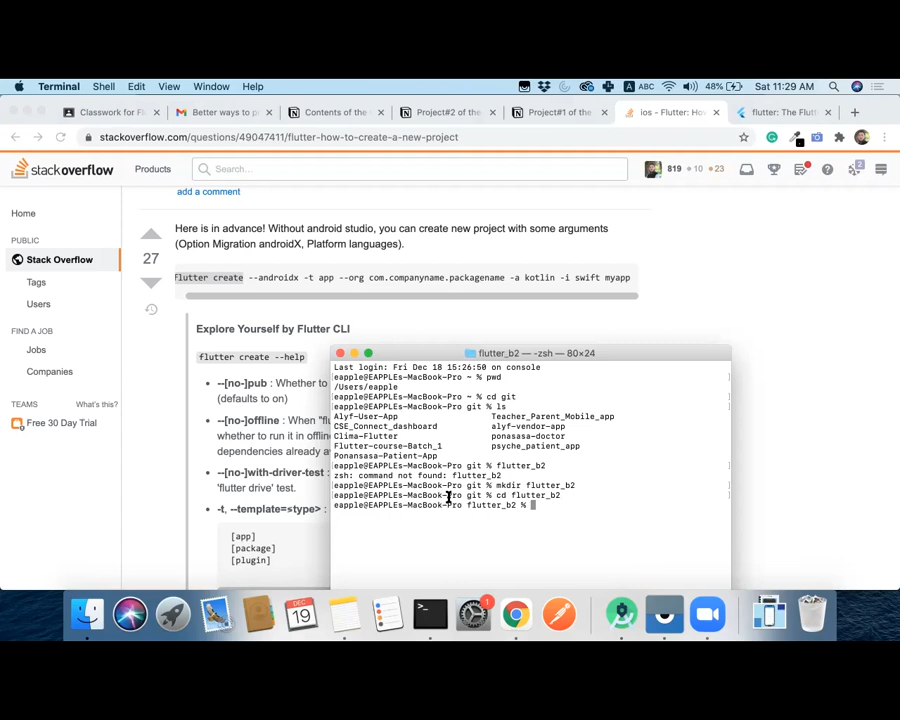 Terminal Shell Edit View Window Help A ABC 48% Sat 11:29 AM
Classwork for Fl × Better ways to p × Contents of the × Project#2 of the × Project#1 of the × ios - Flutter: How × flutter: The Flutt ×
stackoverflow.com/questions/49047411/flutter-how-to-create-a-new-project
stackoverflow Products Search... 819 10 23 2
add a comment
Home
PUBLIC
Stack Overflow
Tags
Users
FIND A JOB
Jobs
Companies
TEAMS What's this?
Free 30 Day Trial
Here is in advance! Without android studio, you can create new project with some arguments
(Option Migration androidX, Platform languages).
27
flutter create --androidx -t app --org com.companyname.packagename -a kotlin -i swift myapp
Explore Yourself by Flutter CLI
flutter create --help
--[no-]pub : Whether to
(defaults to on)
--[no-]offline : When "fl
whether to run it in offlin
dependencies already a
--[no-]with-driver-test :
'flutter drive' test.
-t, --template=<type> :
[app]
[package]
[plugin]
flutter_b2 — -zsh — 80×24
Last login: Fri Dec 18 15:26:50 on console
eapple@EAPPLEs-MacBook-Pro ~ % pwd
/Users/eapple
eapple@EAPPLEs-MacBook-Pro ~ % cd git
eapple@EAPPLEs-MacBook-Pro git % ls
Alyf-User-App Teacher_Parent_Mobile_app
CSE_Connect_dashboard alyf-vendor-app
Clima-Flutter ponasasa-doctor
Flutter-course-Batch_1 psyche_patient_app
Ponansasa-Patient-App
eapple@EAPPLEs-MacBook-Pro git % flutter_b2
zsh: command not found: flutter_b2
eapple@EAPPLEs-MacBook-Pro git % mkdir flutter_b2
eapple@EAPPLEs-MacBook-Pro git % cd flutter_b2
eapple@EAPPLEs-MacBook-Pro flutter_b2 %
DEC
19
1